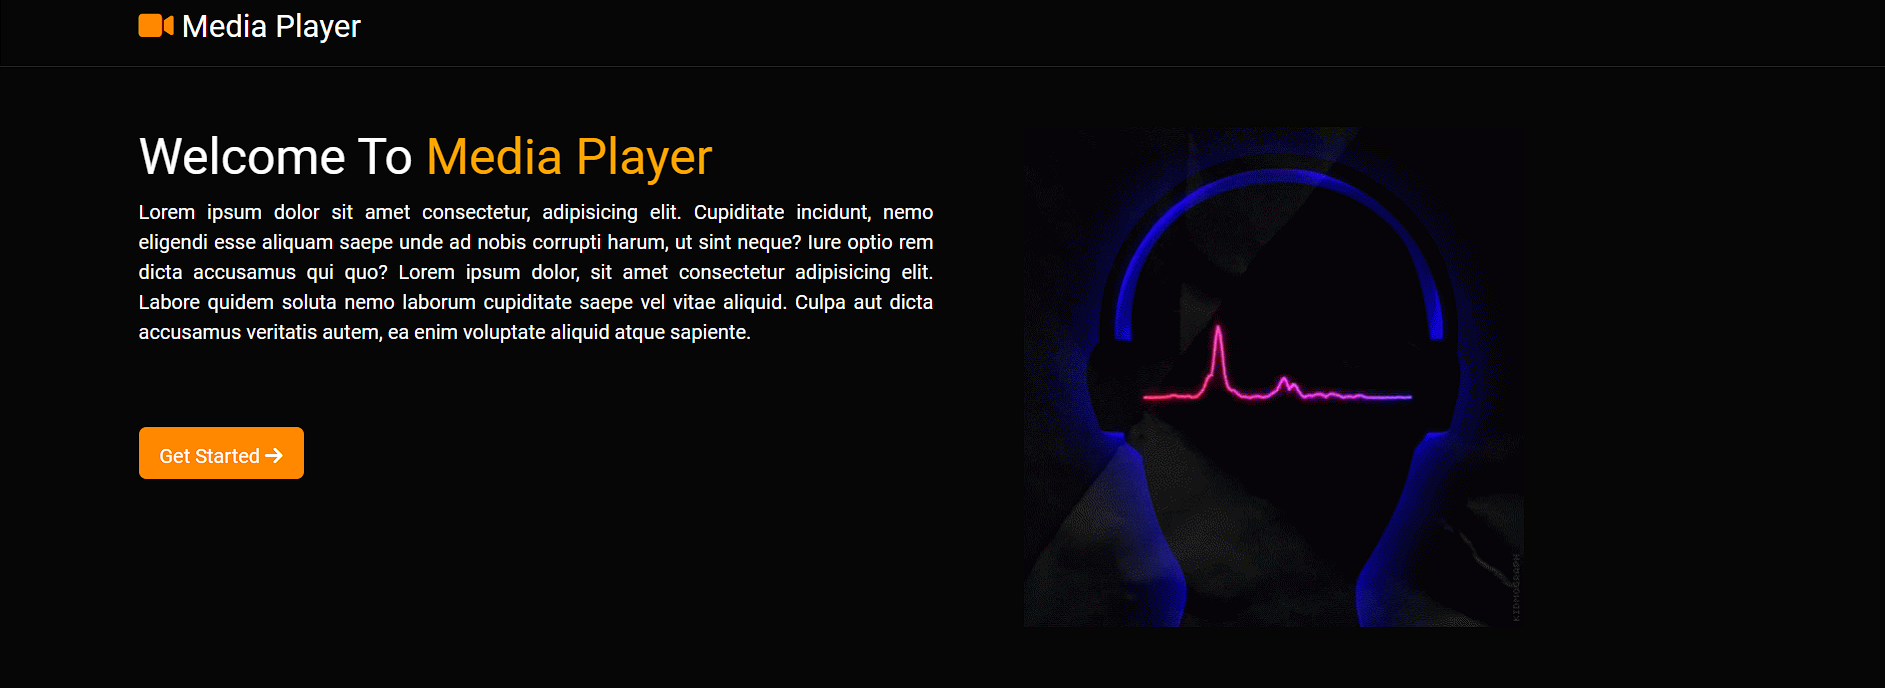 Media Player
Welcome To Media Player
Lorem ipsum dolor sit amet consectetur, adipisicing elit. Cupiditate incidunt, nemo
eligendi esse aliquam saepe unde ad nobis corrupti harum, ut sint neque? Iure optio rem
dicta accusamus qui quo? Lorem ipsum dolor, sit amet consectetur adipisicing elit.
Labore quidem soluta nemo laborum cupiditate saepe vel vitae aliquid. Culpa aut dicta
accusamus veritatis autem, ea enim voluptate aliquid atque sapiente.
Get Started
KIDMOGRAPH